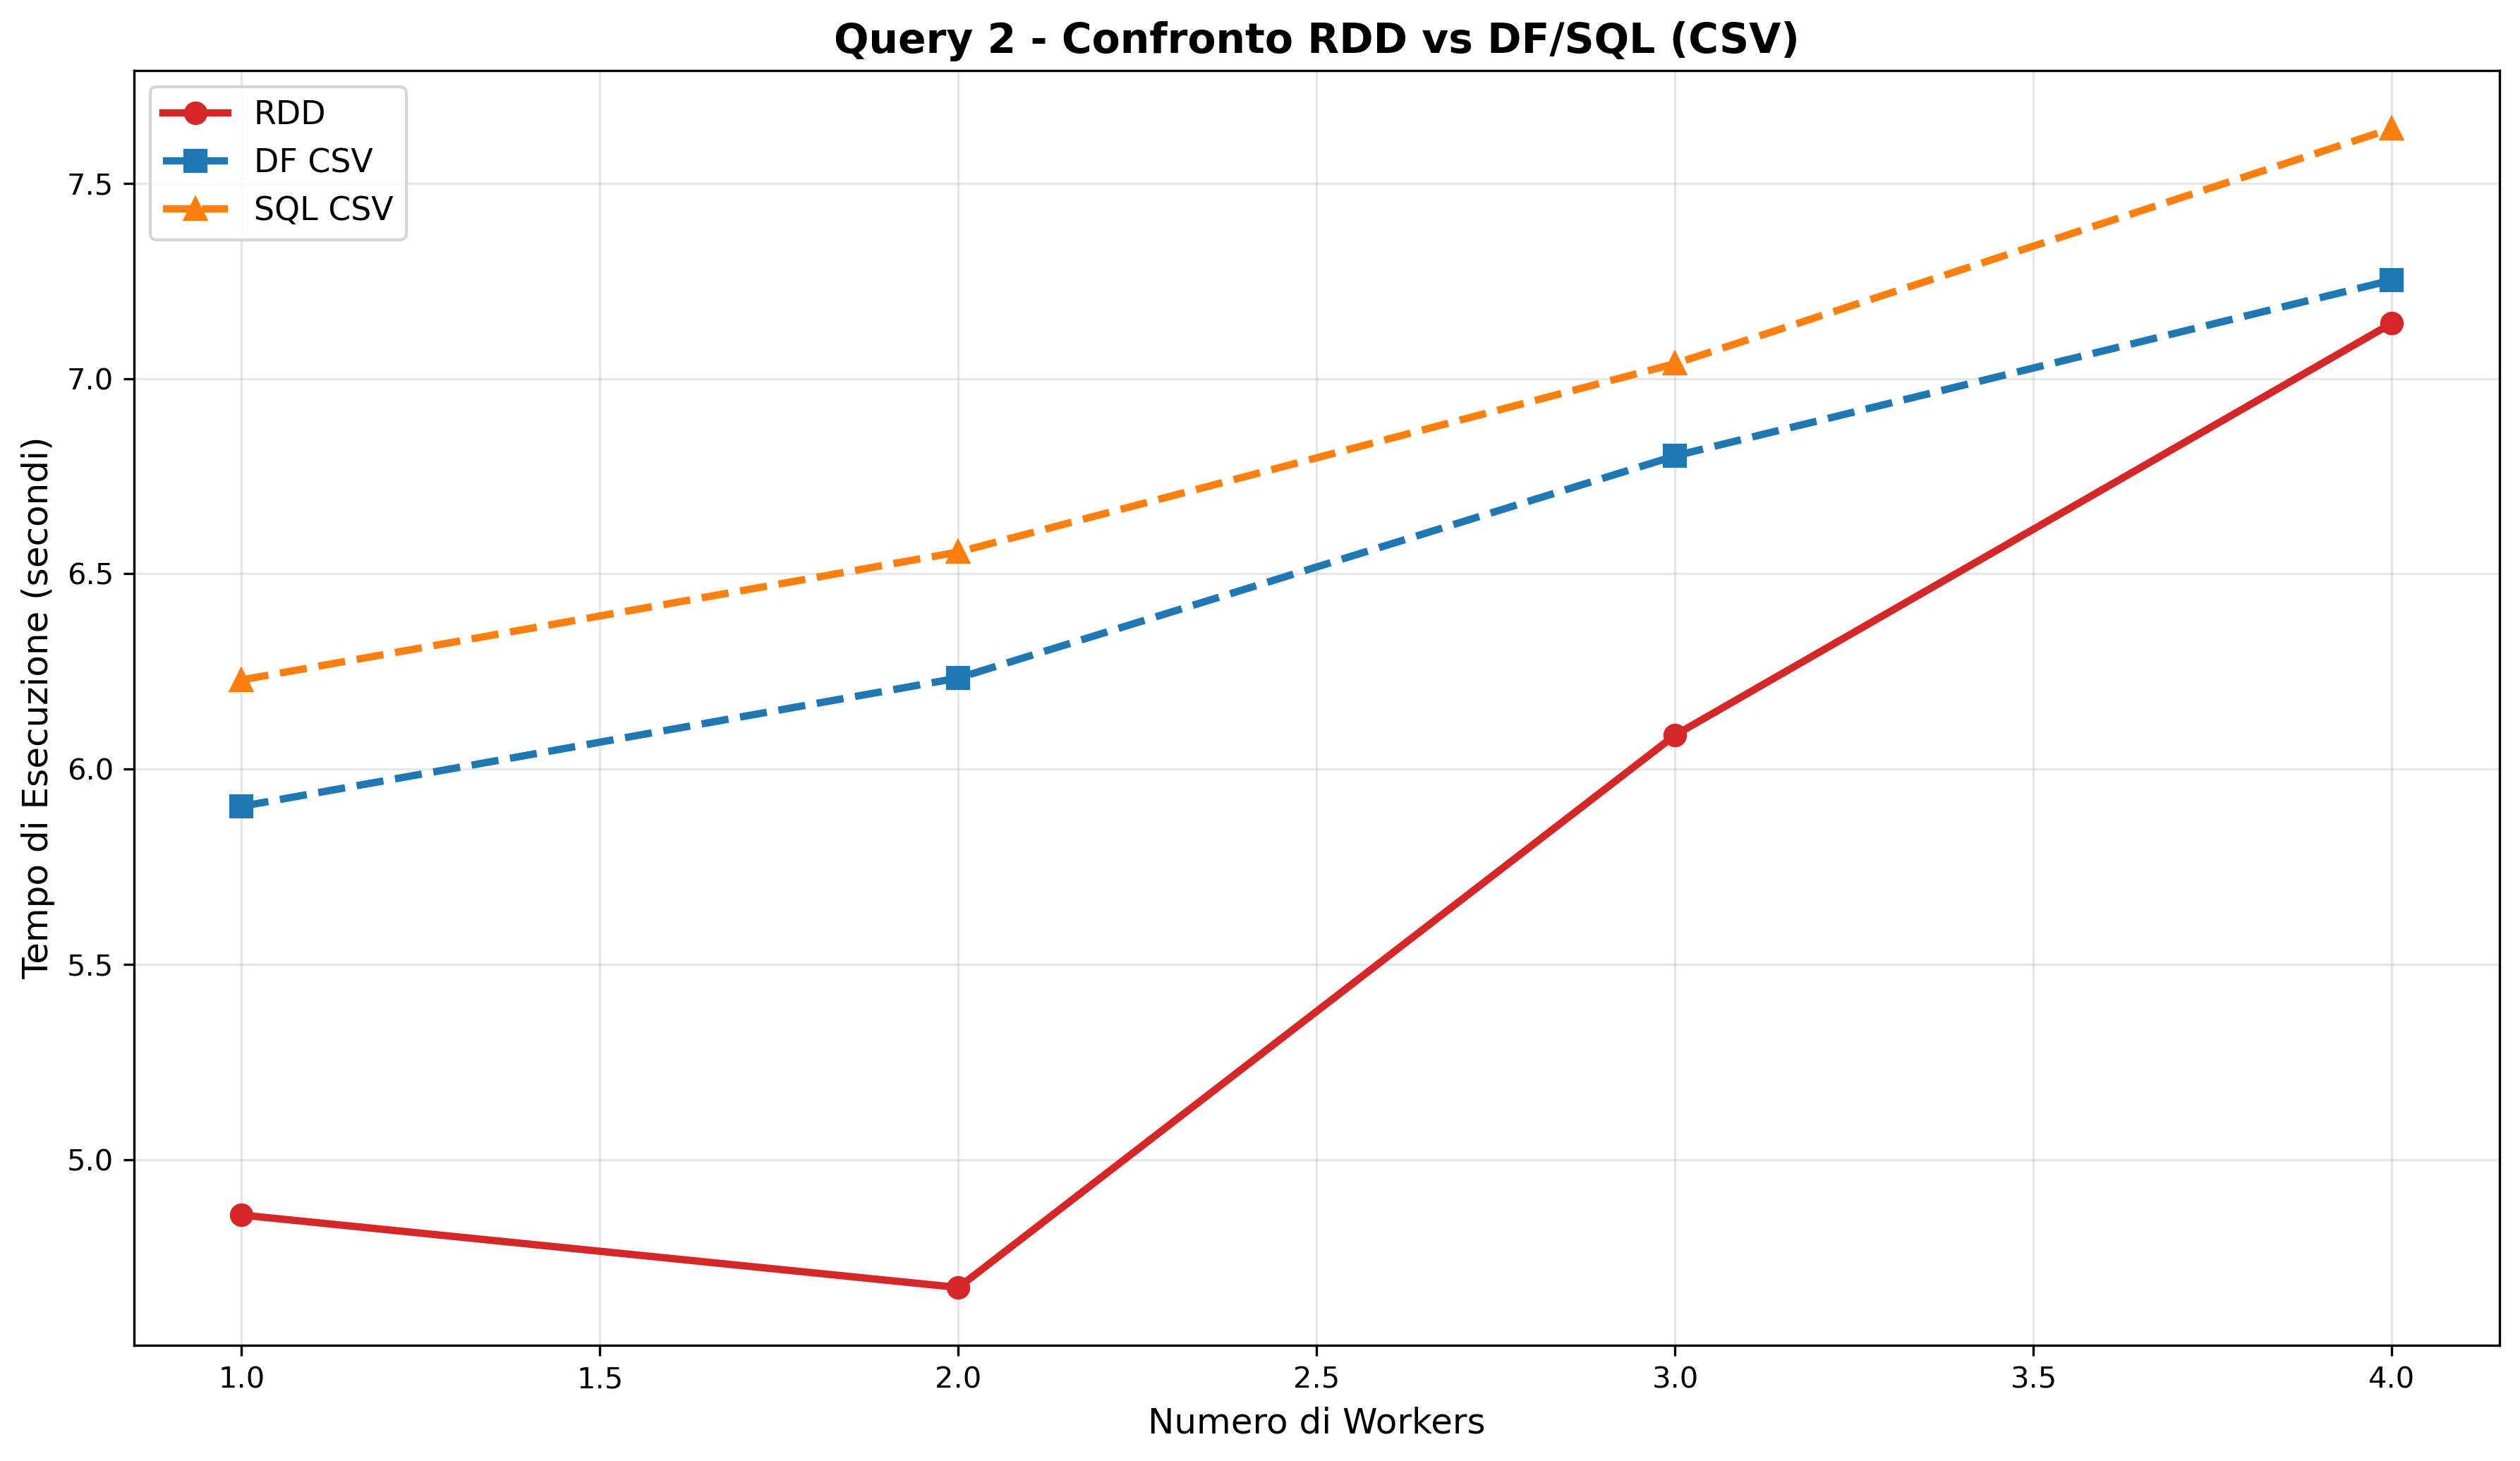 Query 2 - Confronto RDD vs DF/SQL (CSV)
RDD
DF CSV
SQL CSV
Tempo di Esecuzione (secondi)
7.5
7.0
6.5
6.0
5.5
5.0
1.0 1.5 2.0 2.5 3.0 3.5 4.0
Numero di Workers